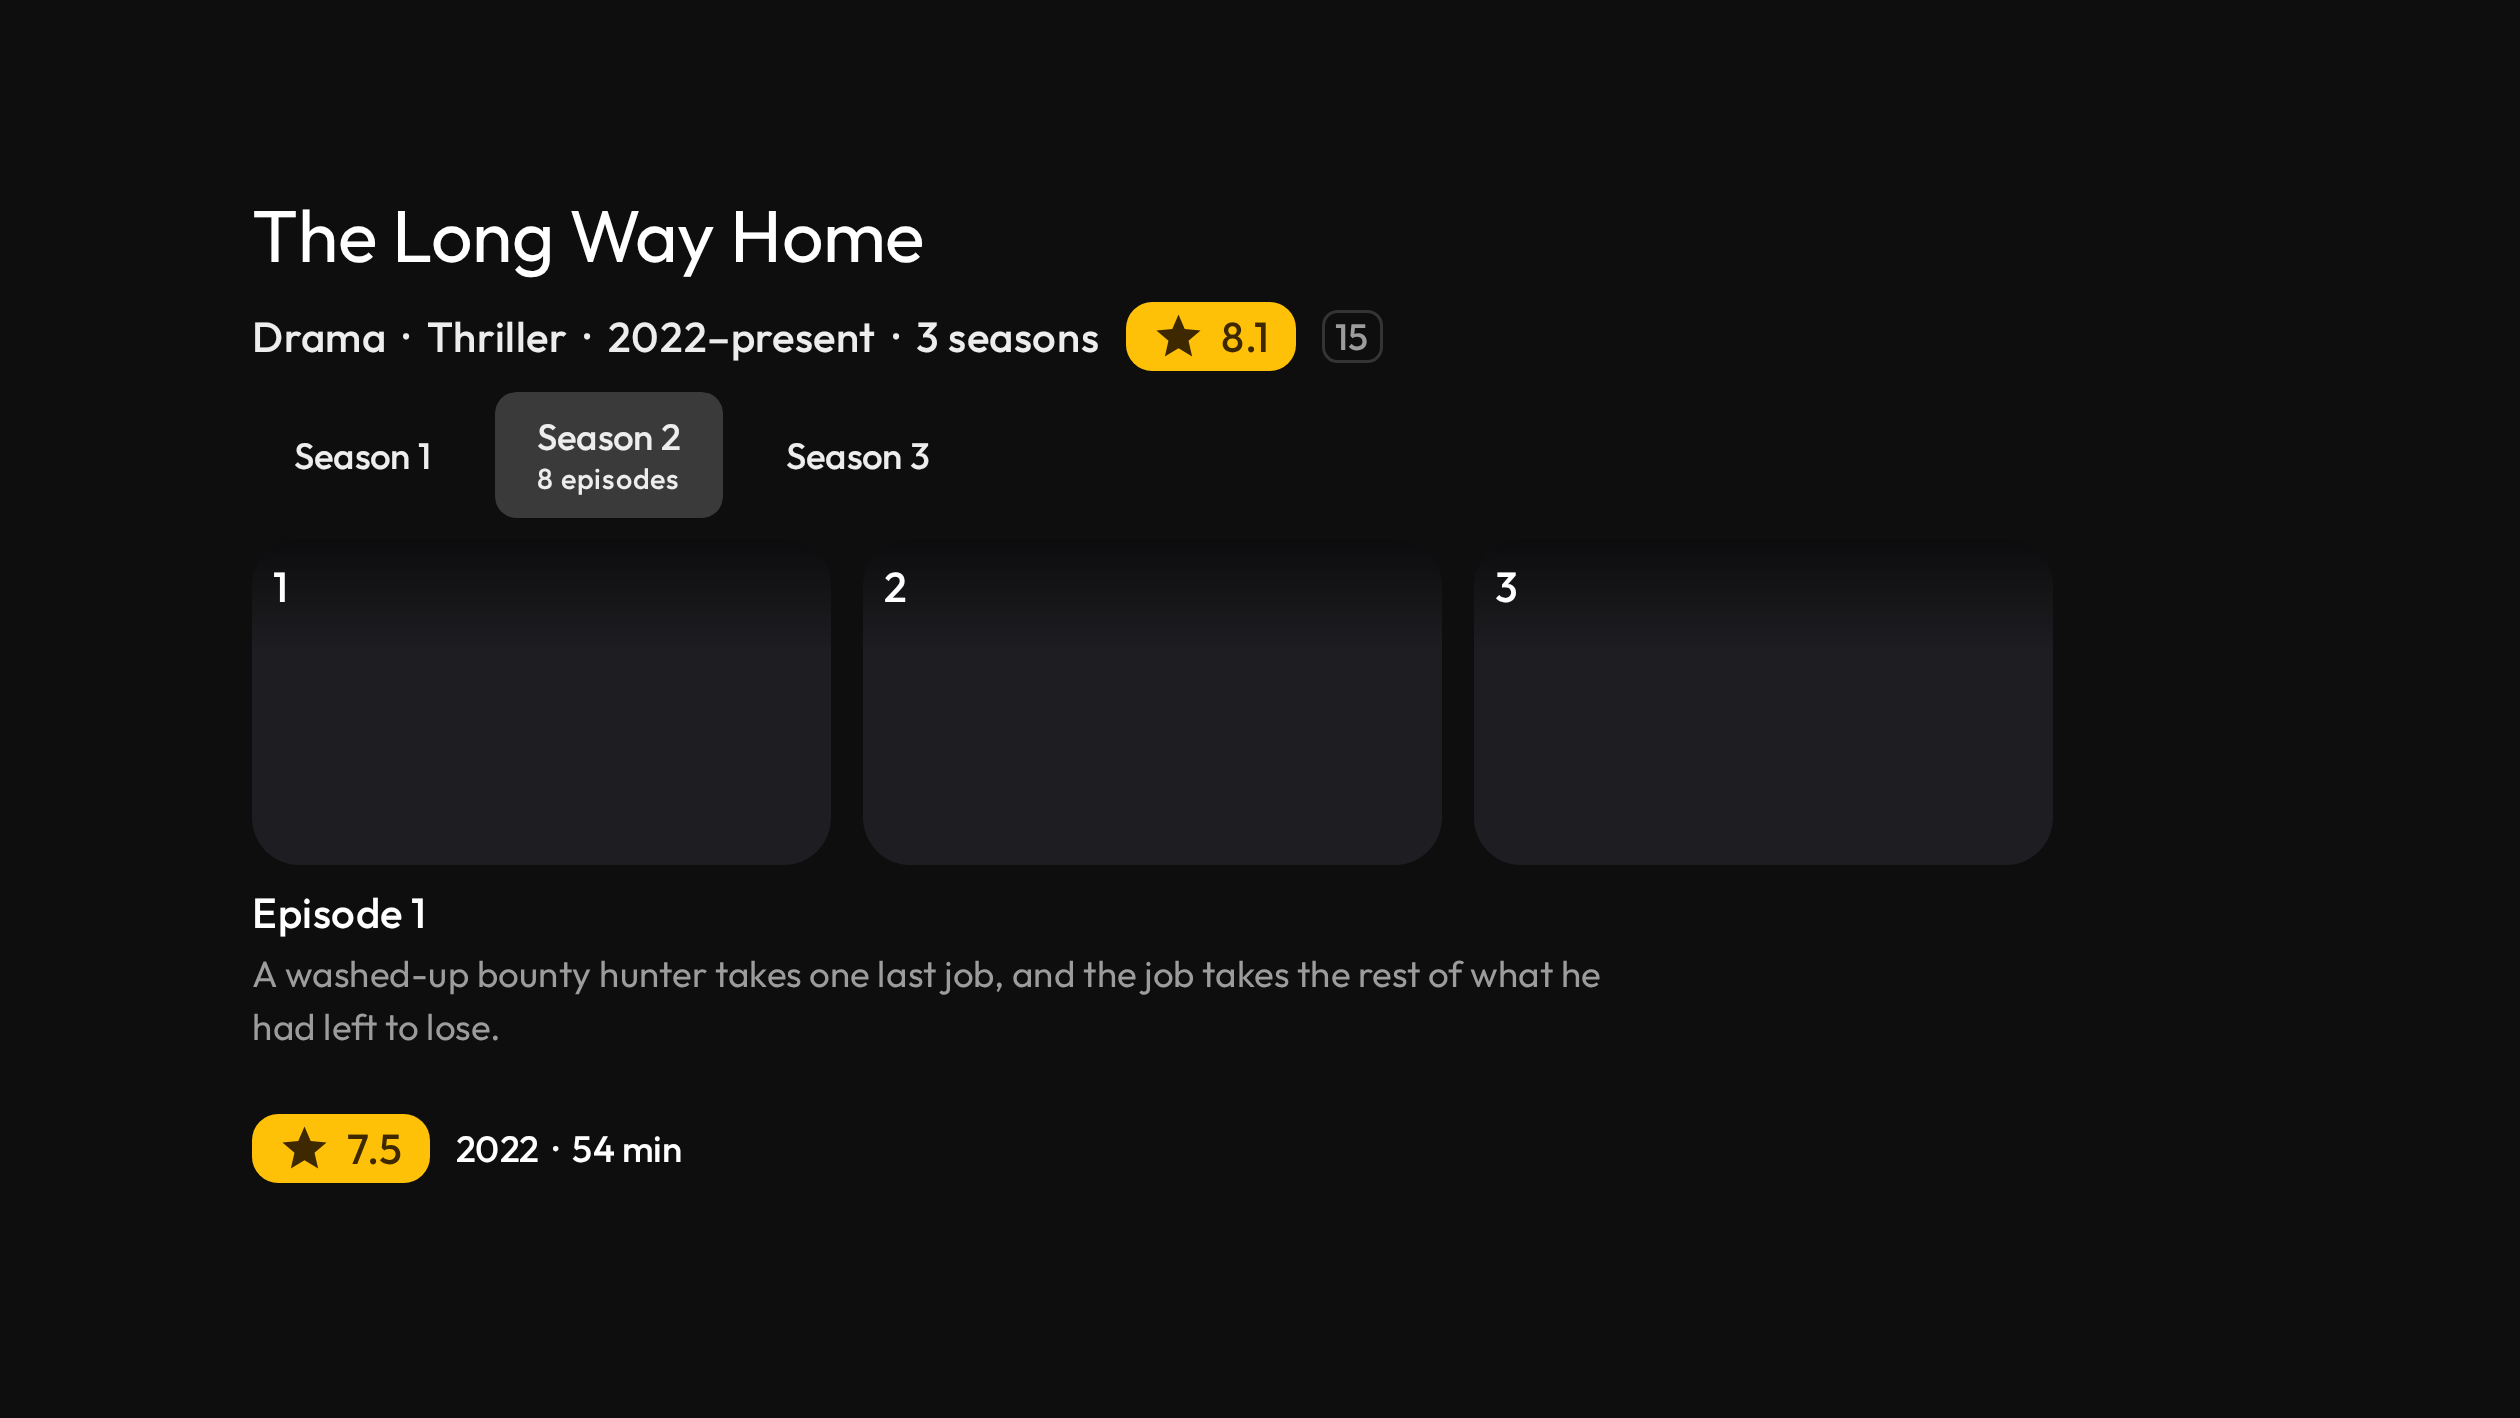 The Long Way Home
Drama · Thriller · 2022–present · 3 seasons 8.1 15
Season 1 Season 2 Season 3
8 episodes
1 2 3
Episode 1
A washed-up bounty hunter takes one last job, and the job takes the rest of what he
had left to lose.
7.5 2022 · 54 min